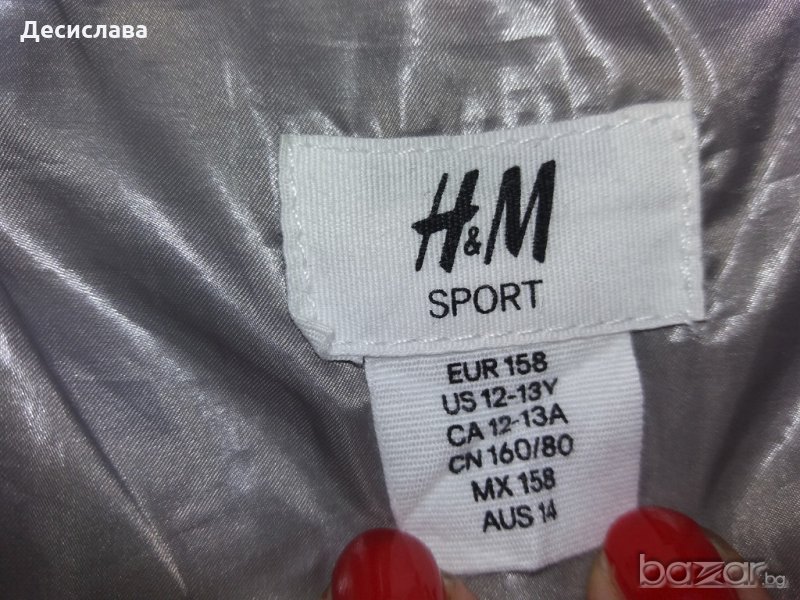 Десислава
H&M
SPORT
EUR 158
US 12-13Y
CA 12-13A
CN 160/80
MX 158
AUS 14
bazar.bg